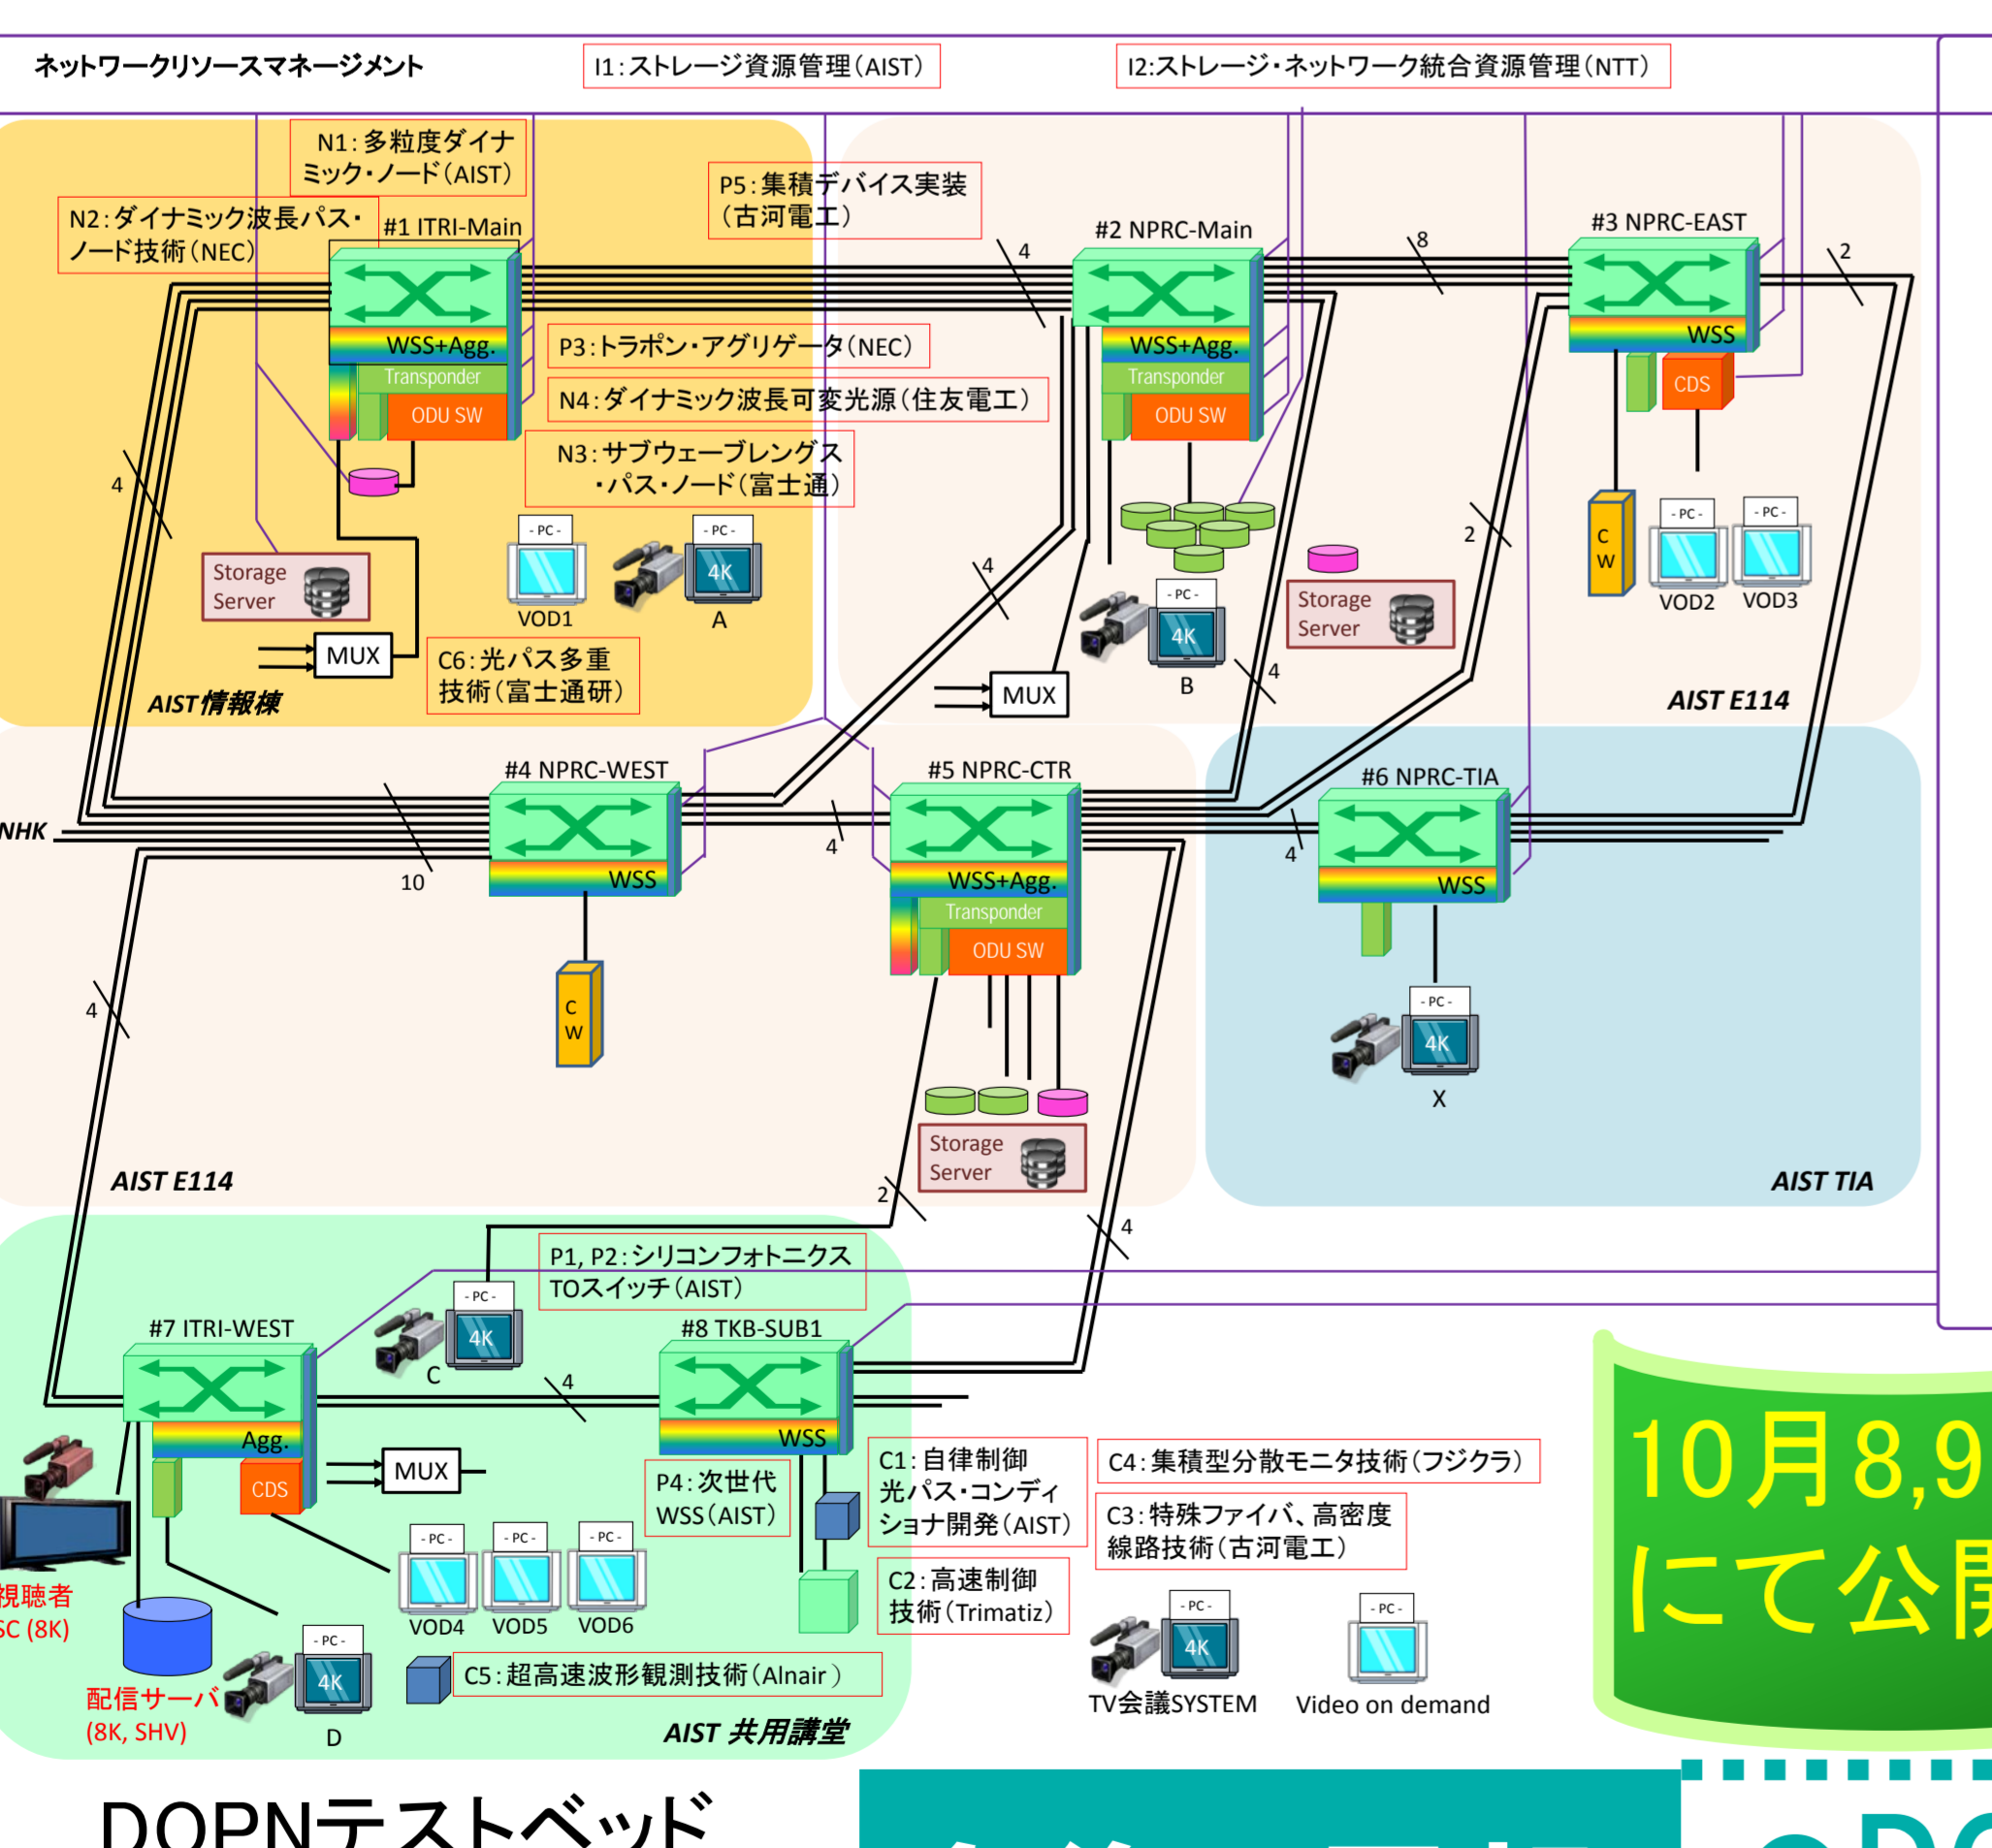 ネットワークリソースマネージメント
I1:ストレージ資源管理(AIST)
I2:ストレージ・ネットワーク統合資源管理(NTT)
N1:多粒度ダイナ
ミック・ノード(AIST)
N2:ダイナミック波長パス・
ノード技術(NEC)
#1 ITRI-Main
P5:集積デバイス実装
(古河電工)
#2 NPRC-Main
#3 NPRC-EAST
4
8
2
WSS+Agg.
Transponder
ODU SW
P3:トラポン・アグリゲータ(NEC)
N4:ダイナミック波長可変光源(住友電工)
N3:サブウェーブレングス
・パス・ノード(富士通)
WSS+Agg.
Transponder
ODU SW
WSS
CDS
4
4
2
Storage
Server
- PC -
VOD1
- PC -
4K
A
MUX
C6:光パス多重
技術(富士通研)
AIST情報棟
- PC -
4K
B
4
MUX
Storage
Server
C
W
- PC -
VOD2
- PC -
VOD3
AIST E114
#4 NPRC-WEST
#5 NPRC-CTR
#6 NPRC-TIA
NHK
10
WSS
4
WSS+Agg.
Transponder
ODU SW
4
WSS
4
C
W
- PC -
4K
X
Storage
Server
AIST E114
2
4
AIST TIA
P1, P2:シリコンフォトニクス
TOスイッチ(AIST)
- PC -
4K
C
#7 ITRI-WEST
#8 TKB-SUB1
4
Agg.
CDS
MUX
WSS
P4:次世代
WSS(AIST)
C1:自律制御
光パス・コンディ
ショナ開発(AIST)
C4:集積型分散モニタ技術(フジクラ)
C3:特殊ファイバ、高密度
線路技術(古河電工)
C2:高速制御
技術(Trimatiz)
視聴者
SC (8K)
- PC -
VOD4
- PC -
VOD5
- PC -
VOD6
配信サーバ
(8K, SHV)
- PC -
4K
D
C5:超高速波形観測技術(Alnair )
AIST 共用講堂
- PC -
4K
TV会議SYSTEM
- PC -
Video on demand
10月8,9
にて公開
DOPNテストベッド